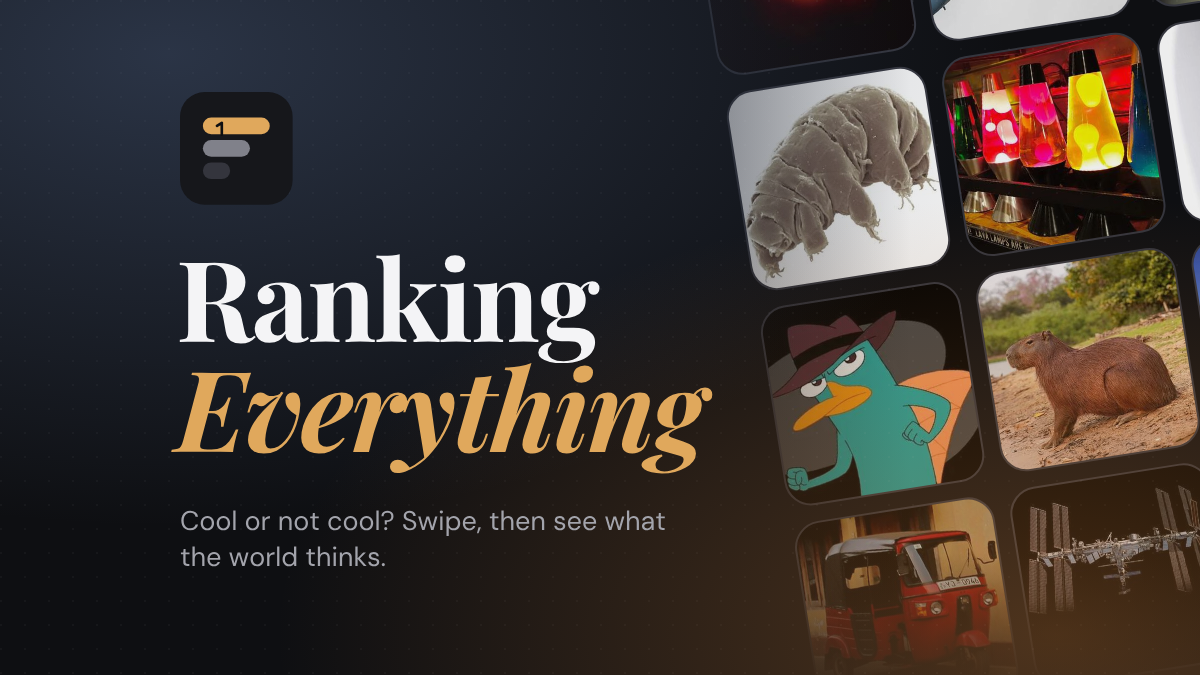 1
Ranking
Everything
Cool or not cool? Swipe, then see what
the world thinks.